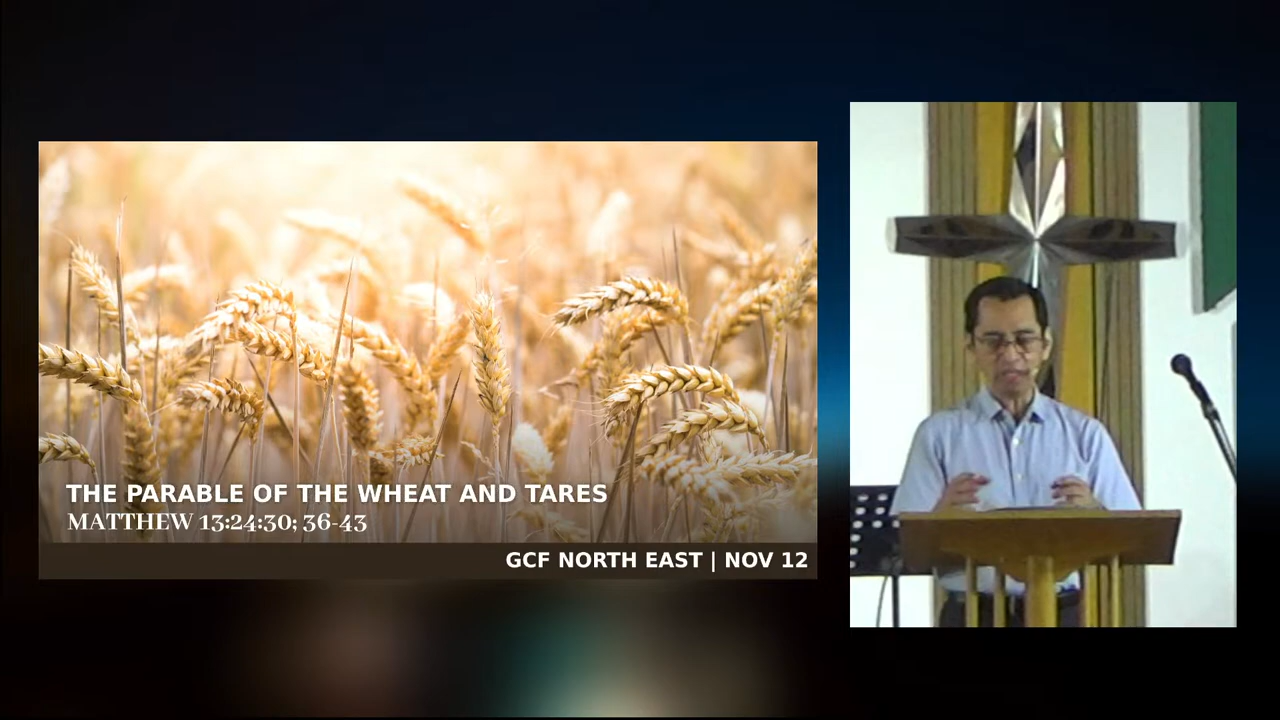 THE PARABLE OF THE WHEAT AND TARES
MATTHEW 13:24:30; 36-43
GCF NORTH EAST | NOV 12